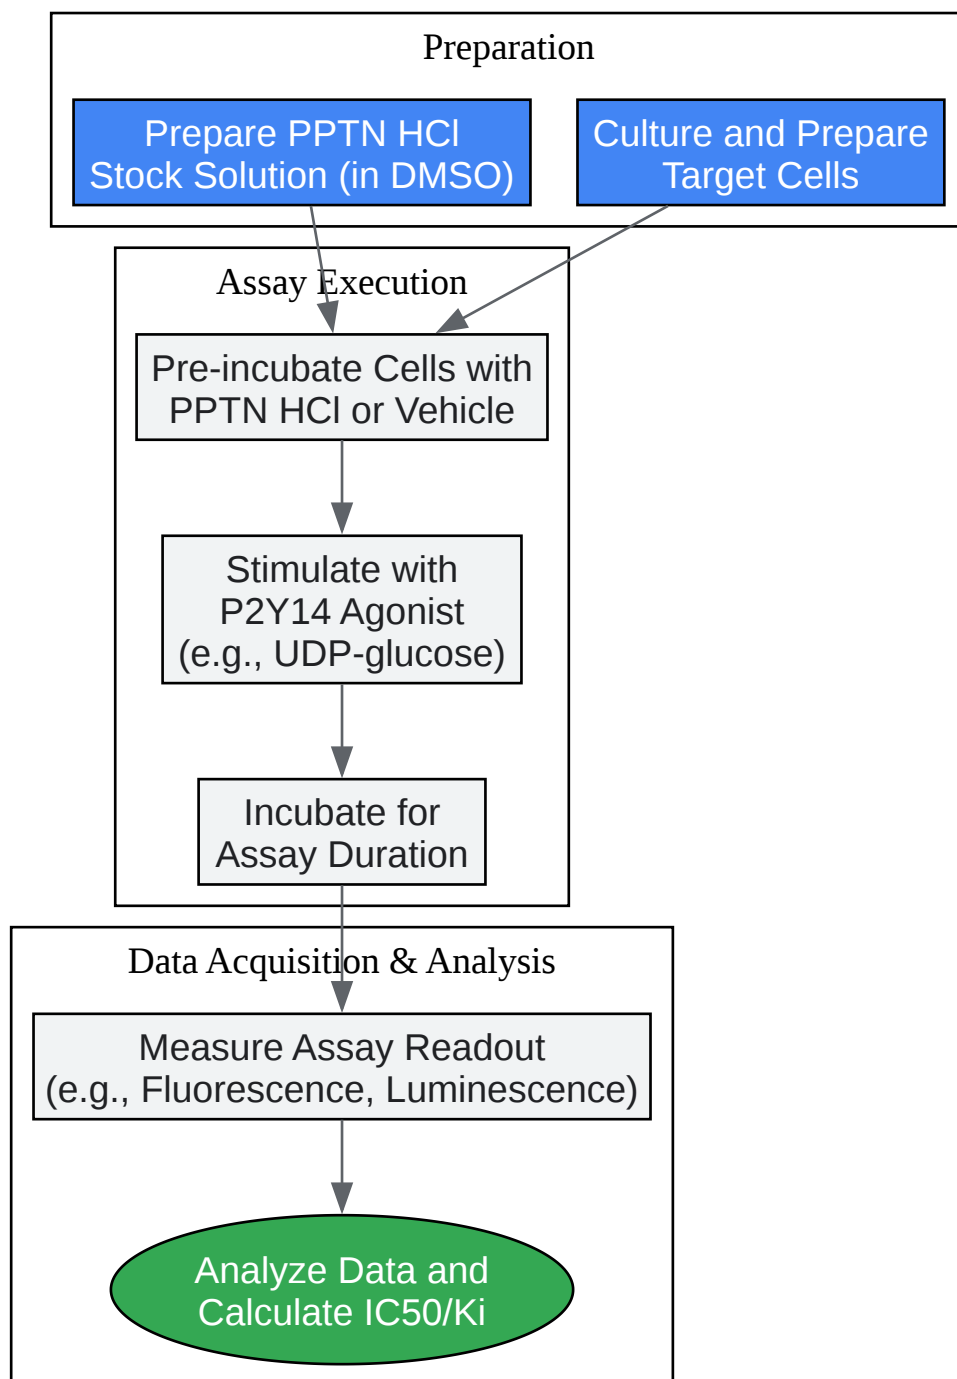 Preparation
Prepare PPTN HCl
Stock Solution (in DMSO)
Culture and Prepare
Target Cells
Assay Execution
Pre-incubate Cells with
PPTN HCl or Vehicle
Stimulate with
P2Y14 Agonist
(e.g., UDP-glucose)
Incubate for
Assay Duration
Data Acquisition & Analysis
Measure Assay Readout
(e.g., Fluorescence, Luminescence)
Analyze Data and
Calculate IC50/Ki